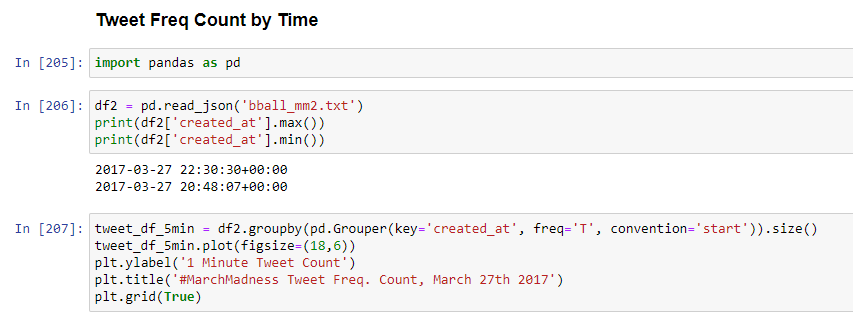 Tweet Freq Count by Time
In [205]: import pandas as pd
In [206]: df2 = pd.read_json('bball_mm2.txt')
print(df2['created_at'].max())
print(df2['created_at'].min())
2017-03-27 22:30:30+00:00
2017-03-27 20:48:07+00:00
In [207]: tweet_df_5min = df2.groupby(pd.Grouper(key='created_at', freq='T', convention='start')).size()
tweet_df_5min.plot(figsize=(18,6))
plt.ylabel('1 Minute Tweet Count')
plt.title('#MarchMadness Tweet Freq. Count, March 27th 2017')
plt.grid(True)